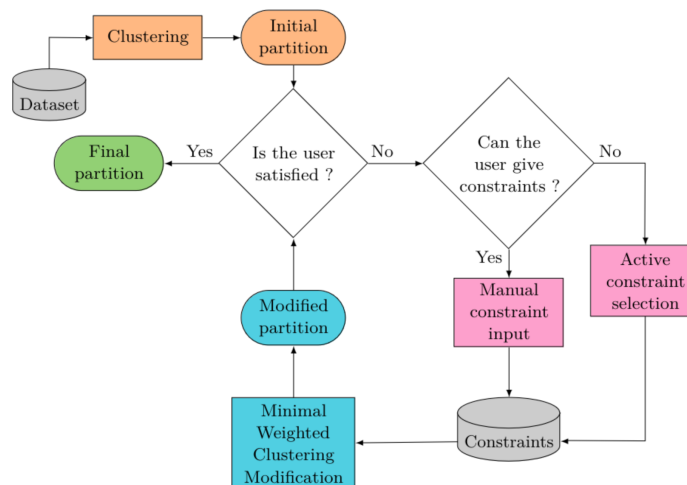 Clustering
Initial
partition
Dataset
Final
partition
Yes
Is the user
satisfied ?
No
Can the
user give
constraints ?
No
Yes
Manual
constraint
input
Active
constraint
selection
Modified
partition
Minimal
Weighted
Clustering
Modification
Constraints